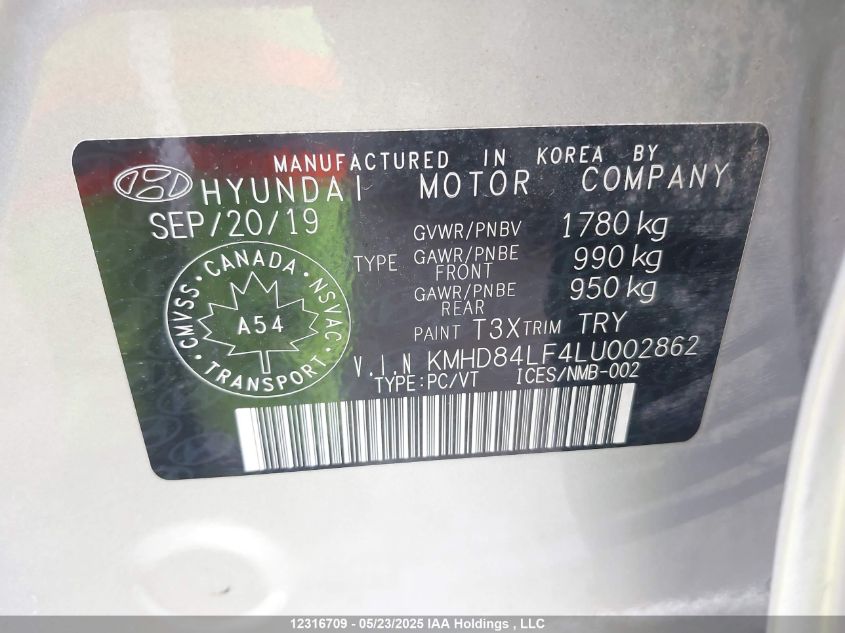 MANUFACTURED IN KOREA BY
HYUNDAI MOTOR COMPANY
SEP/20/19
GVWR/PNBV 1780 kg
TYPE GAWR/PNBE FRONT 990 kg
GAWR/PNBE REAR 950 kg
PAINT T3X TRIM TRY
V.I.N KMHD84LF4LU002862
TYPE:PC/VT ICES/NMB-002
CANADA
CMVSS NSVAC
A54
TRANSPORT
12316709 - 05/23/2025 IAA Holdings , LLC